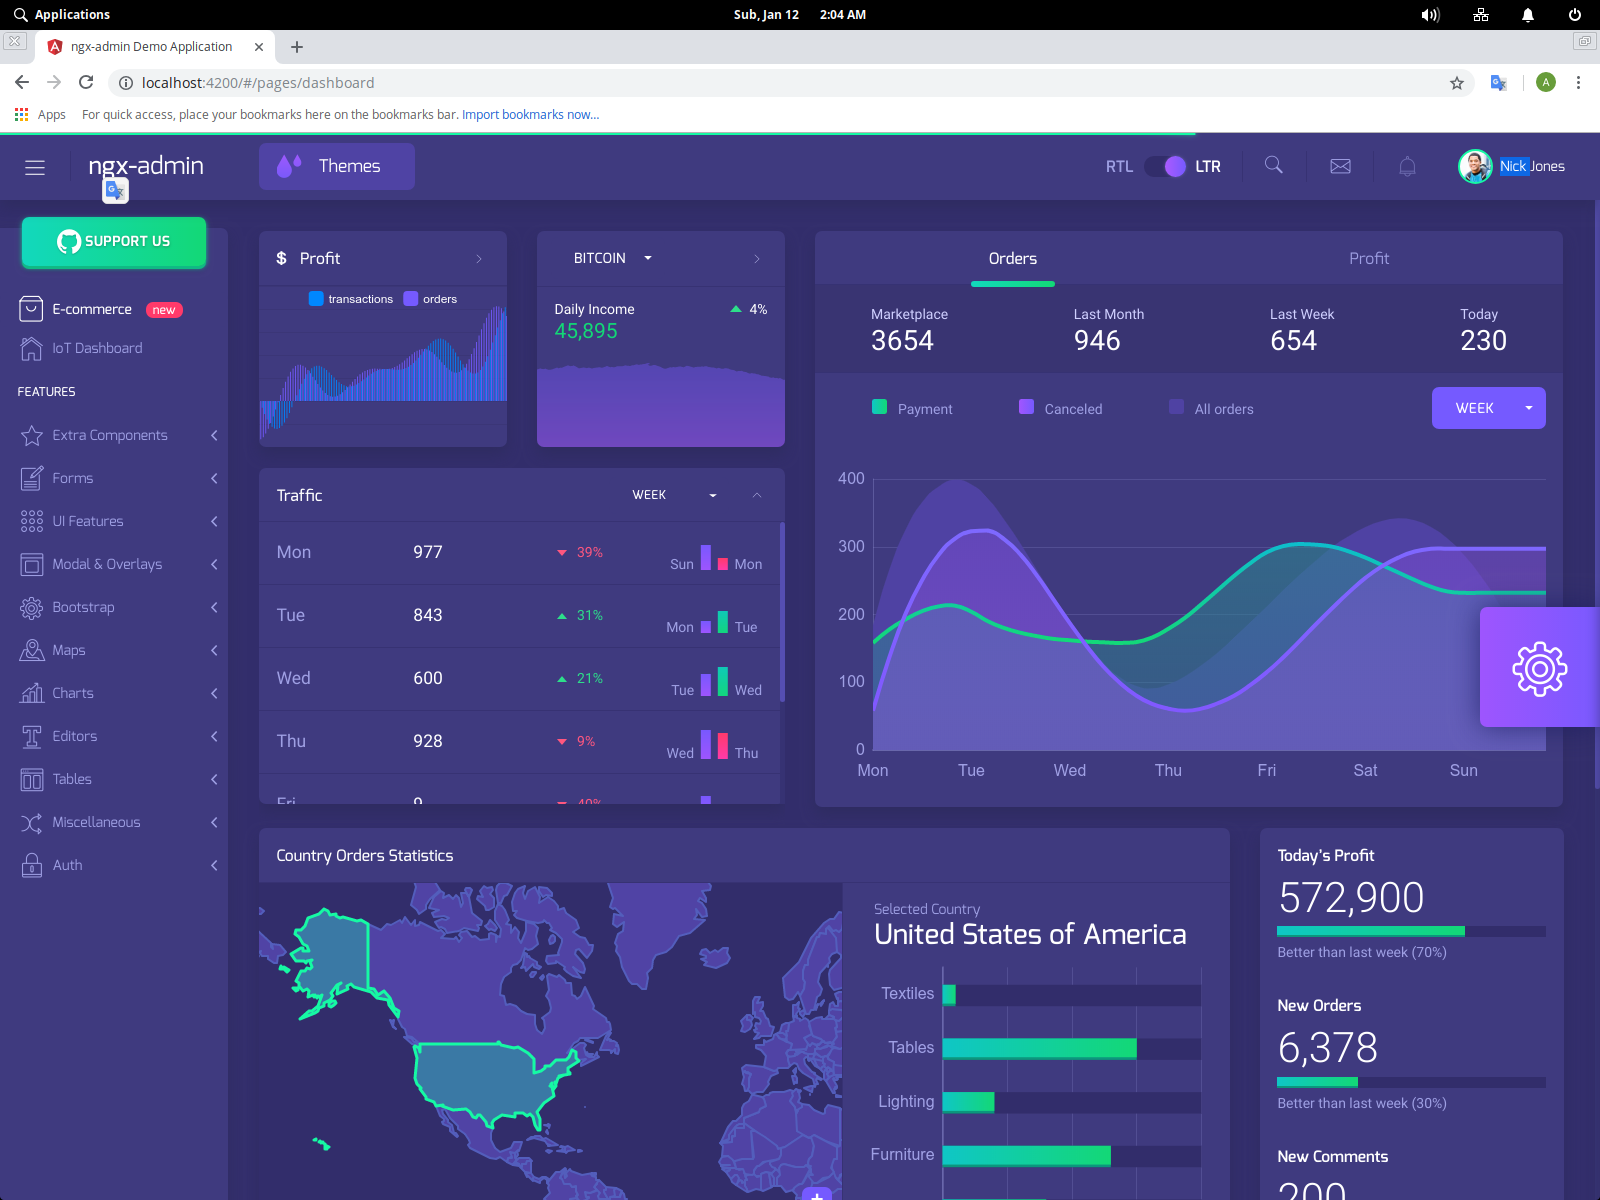 Applications
Sub, Jan 12 2:04 AM
ngx-admin Demo Application
localhost:4200/#/pages/dashboard
A
Apps For quick access, place your bookmarks here on the bookmarks bar. Import bookmarks now...
ngx-admin
Themes
RTL LTR
Nick Jones
SUPPORT US
E-commerce new
IoT Dashboard
FEATURES
Extra Components
Forms
UI Features
Modal & Overlays
Bootstrap
Maps
Charts
Editors
Tables
Miscellaneous
Auth
$ Profit
transactions orders
BITCOIN
Daily Income 4%
45,895
Orders Profit
Marketplace Last Month Last Week Today
3654 946 654 230
Payment Canceled All orders WEEK
400
300
200
100
0
Mon Tue Wed Thu Fri Sat Sun
Traffic WEEK
Mon 977 39% Sun Mon
Tue 843 31% Mon Tue
Wed 600 21% Tue Wed
Thu 928 9% Wed Thu
Fri 9 40%
Country Orders Statistics
Selected Country
United States of America
Textiles
Tables
Lighting
Furniture
+
Today's Profit
572,900
Better than last week (70%)
New Orders
6,378
Better than last week (30%)
New Comments
200